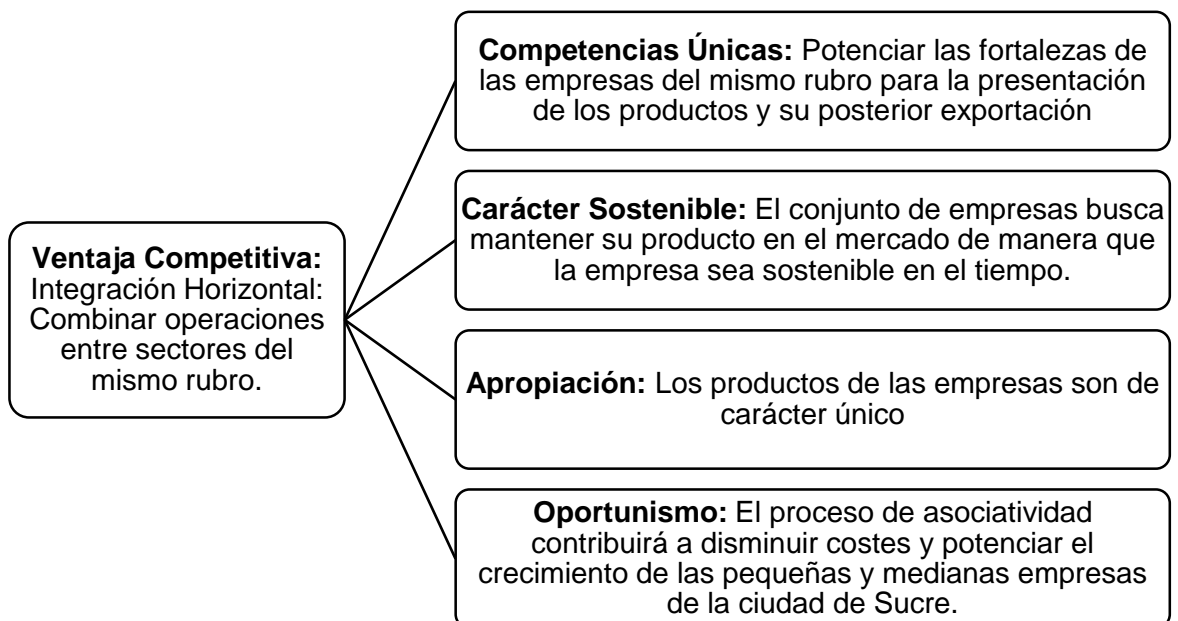 Ventaja Competitiva:
Integración Horizontal:
Combinar operaciones
entre sectores del
mismo rubro.
Competencias Únicas: Potenciar las fortalezas de
las empresas del mismo rubro para la presentación
de los productos y su posterior exportación
Carácter Sostenible: El conjunto de empresas busca
mantener su producto en el mercado de manera que
la empresa sea sostenible en el tiempo.
Apropiación: Los productos de las empresas son de
carácter único
Oportunismo: El proceso de asociatividad
contribuirá a disminuir costes y potenciar el
crecimiento de las pequeñas y medianas empresas
de la ciudad de Sucre.